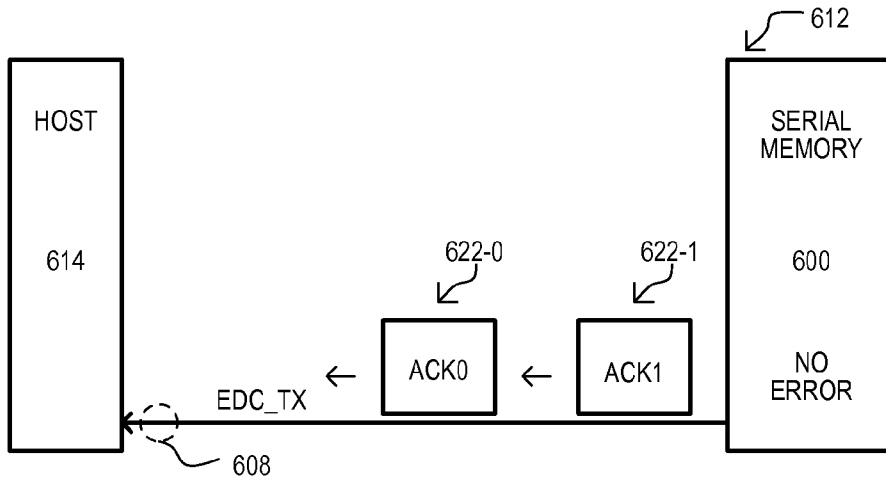 612
HOST
SERIAL
MEMORY
622-0
622-1
614
600
ACK0
ACK1
NO
ERROR
EDC_TX
608